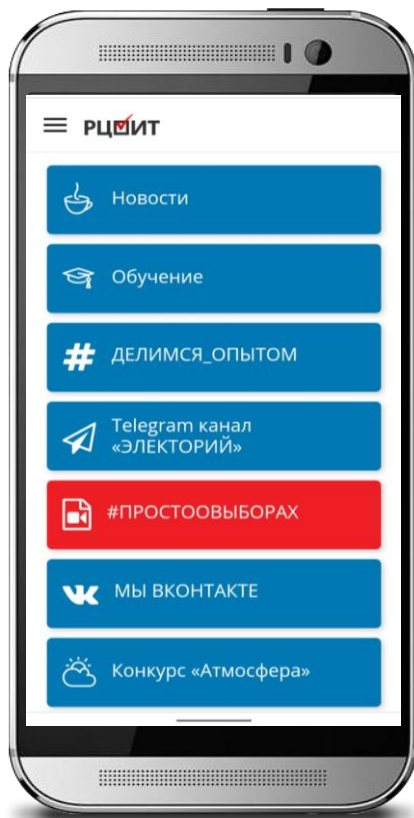 РЦОИТ
Новости
Обучение
# ДЕЛИМСЯ_ОПЫТОМ
Telegram канал
«ЭЛЕКТОРИЙ»
#ПРОСТООВЫБОРАХ
МЫ ВКОНТАКТЕ
Конкурс «Атмосфера»